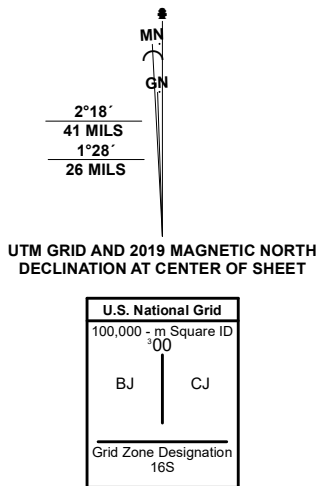 MN
GN
2°18´
41 MILS
1°28´
26 MILS
UTM GRID AND 2019 MAGNETIC NORTH
DECLINATION AT CENTER OF SHEET
U.S. National Grid
100,000 - m Square ID
³00
BJ CJ
Grid Zone Designation
16S